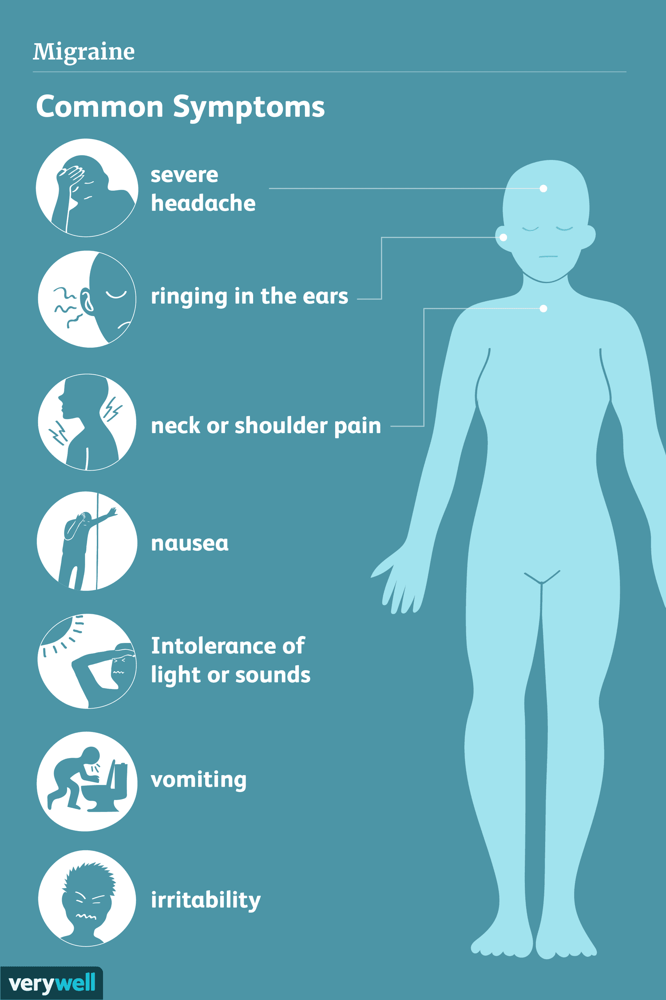 Migraine
Common Symptoms
severe
headache
ringing in the ears
neck or shoulder pain
nausea
Intolerance of
light or sounds
vomiting
irritability
verywell